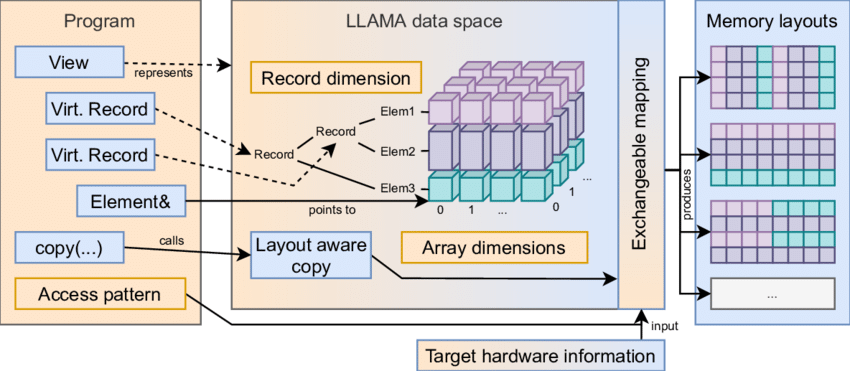 Program
LLAMA data space
Memory layouts
View
represents
Record dimension
Virt. Record
Virt. Record
Record
Record
Elem1
Elem2
Elem3
Element&
points to
0
1
...
0
1
...
copy(...)
calls
Layout aware
copy
Array dimensions
Access pattern
Exchangeable mapping
produces
...
input
Target hardware information